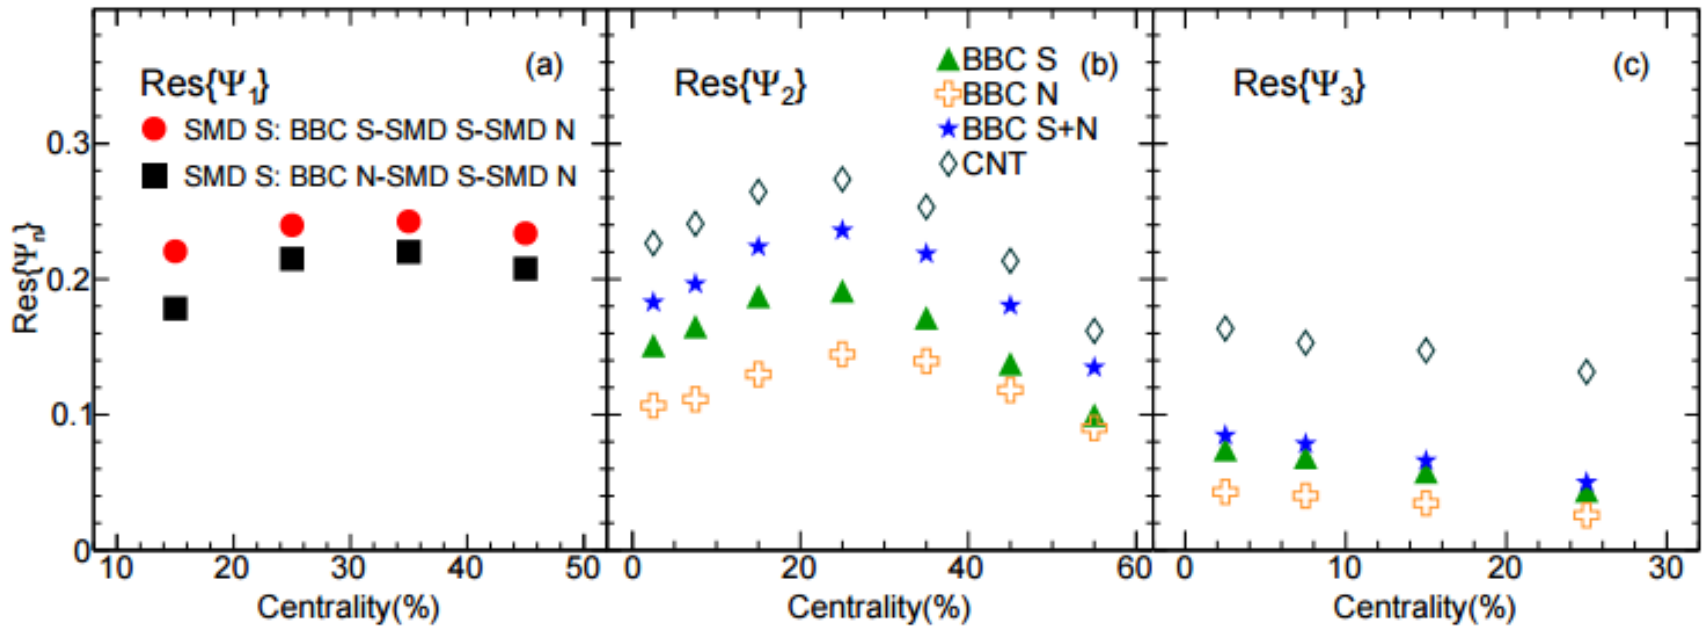 (a)
Res{Ψ1}
SMD S: BBC S-SMD S-SMD N
SMD S: BBC N-SMD S-SMD N
(b)
Res{Ψ2}
BBC S
BBC N
BBC S+N
CNT
(c)
Res{Ψ3}
Res{Ψn}
0.3
0.2
0.1
0
10 20 30 40 50
0 20 40 60
0 10 20 30
Centrality(%)
Centrality(%)
Centrality(%)